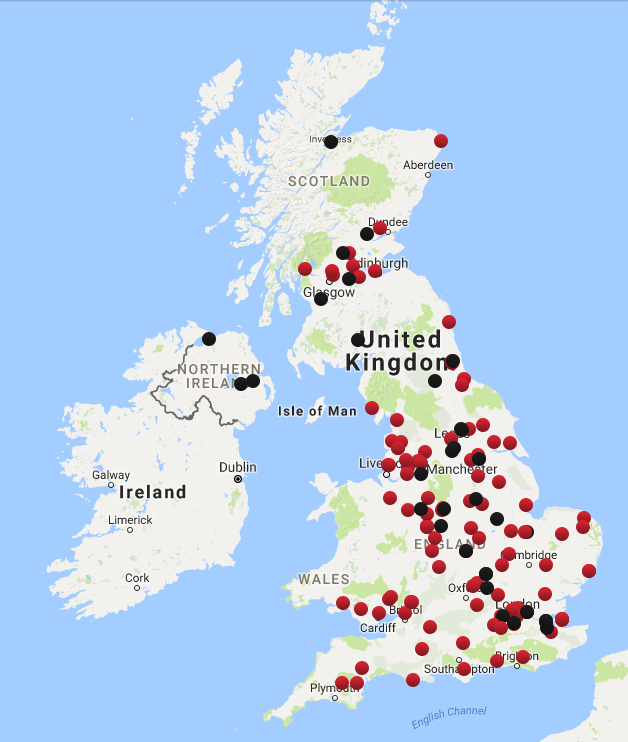 Inverness
Aberdeen
SCOTLAND
Dundee
Edinburgh
Glasgow
United
Kingdom
NORTHERN
IRELAND
Isle of Man
Leeds
Manchester
Liverpool
Dublin
Galway
Ireland
Limerick
Cork
ENGLAND
Cambridge
WALES
Oxford
London
Bristol
Cardiff
Brighton
Southampton
Plymouth
English Channel